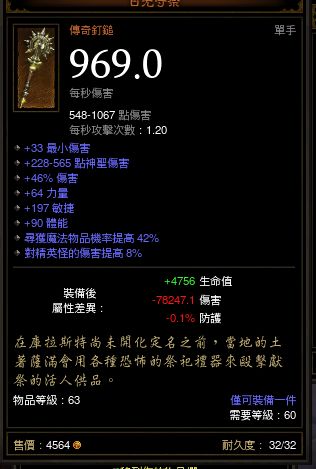 傳奇釘鎚
單手
969.0
每秒傷害
548-1067 點傷害
每秒攻擊次數：1.20
+33 最小傷害
+228-565 點神聖傷害
+46% 傷害
+64 力量
+197 敏捷
+90 體能
尋獲魔法物品機率提高 42%
對精英怪的傷害提高 8%
裝備後
屬性差異：
+4756 生命值
-78247.1 傷害
-0.1% 防護
在庫拉斯特尚未開化定名之前，當地的土
著薩滿會用各種恐怖的祭祀禮器來毆擊獻
祭的活人供品。
物品等級：63
僅可裝備一件
需要等級：60
售價：4564
耐久度： 32/32